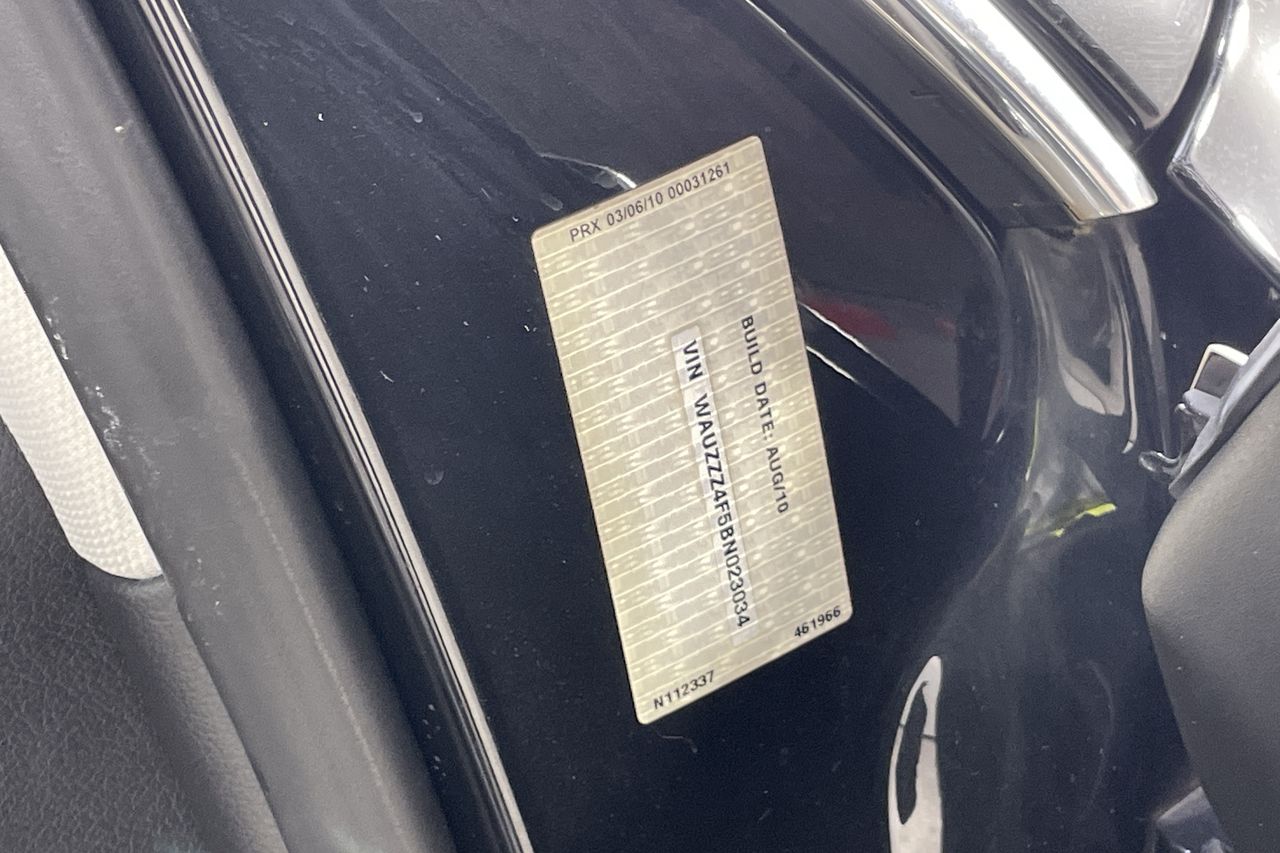 PRX 03/06/10 00031261
BUILD DATE: AUG/10
VIN WAUZZZ4F5BN023034
N112337
461966